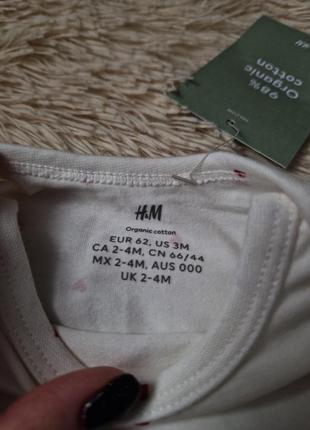 H&M
98%
Organic
cotton
H&M
Organic cotton
EUR 62, US 3M
CA 2-4M, CN 66/44
MX 2-4M, AUS 000
UK 2-4M